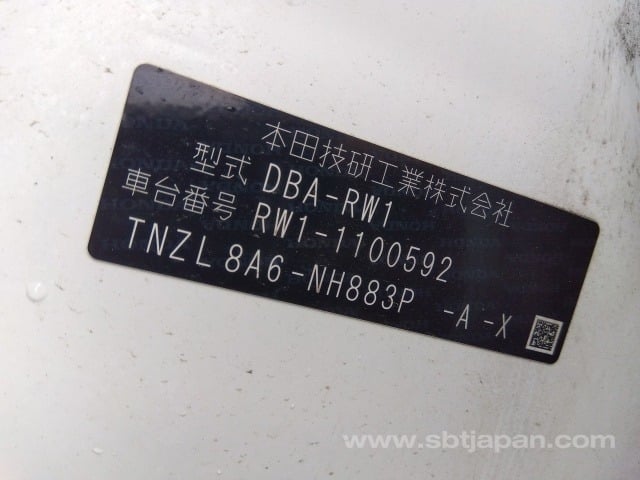 本田技研工業株式会社
型式 DBA-RW1
車台番号 RW1-1100592
TNZL 8A6-NH883P -A -X
www.sbtjapan.com